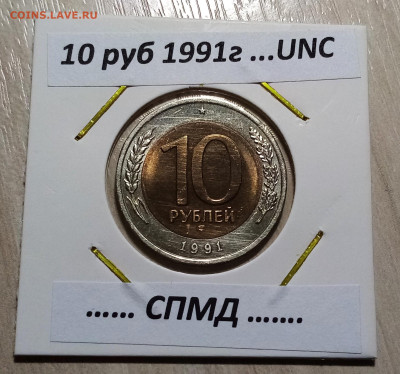 COINS.LAVE.RU
10 руб 1991г ...UNC
10
РУБЛЕЙ
1991
...... СПМД .......